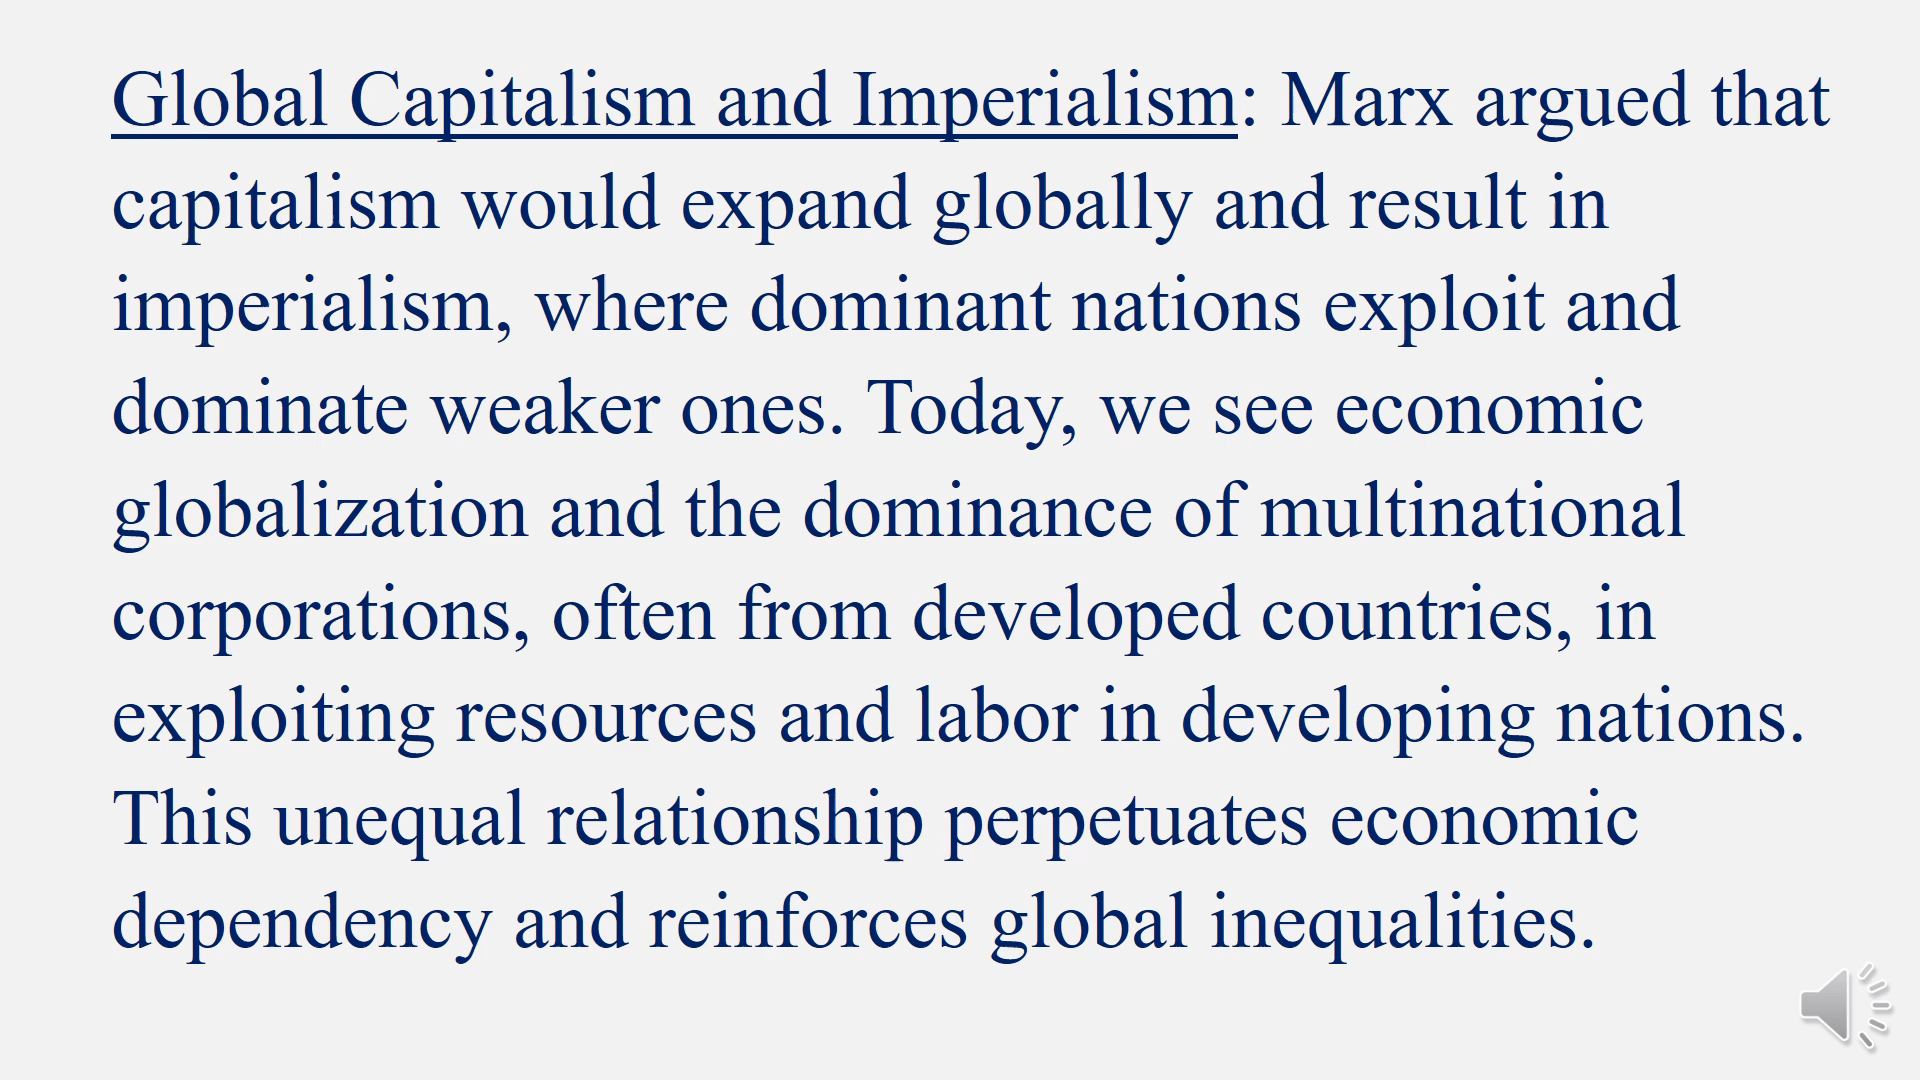 Global Capitalism and Imperialism: Marx argued that
capitalism would expand globally and result in
imperialism, where dominant nations exploit and
dominate weaker ones. Today, we see economic
globalization and the dominance of multinational
corporations, often from developed countries, in
exploiting resources and labor in developing nations.
This unequal relationship perpetuates economic
dependency and reinforces global inequalities.